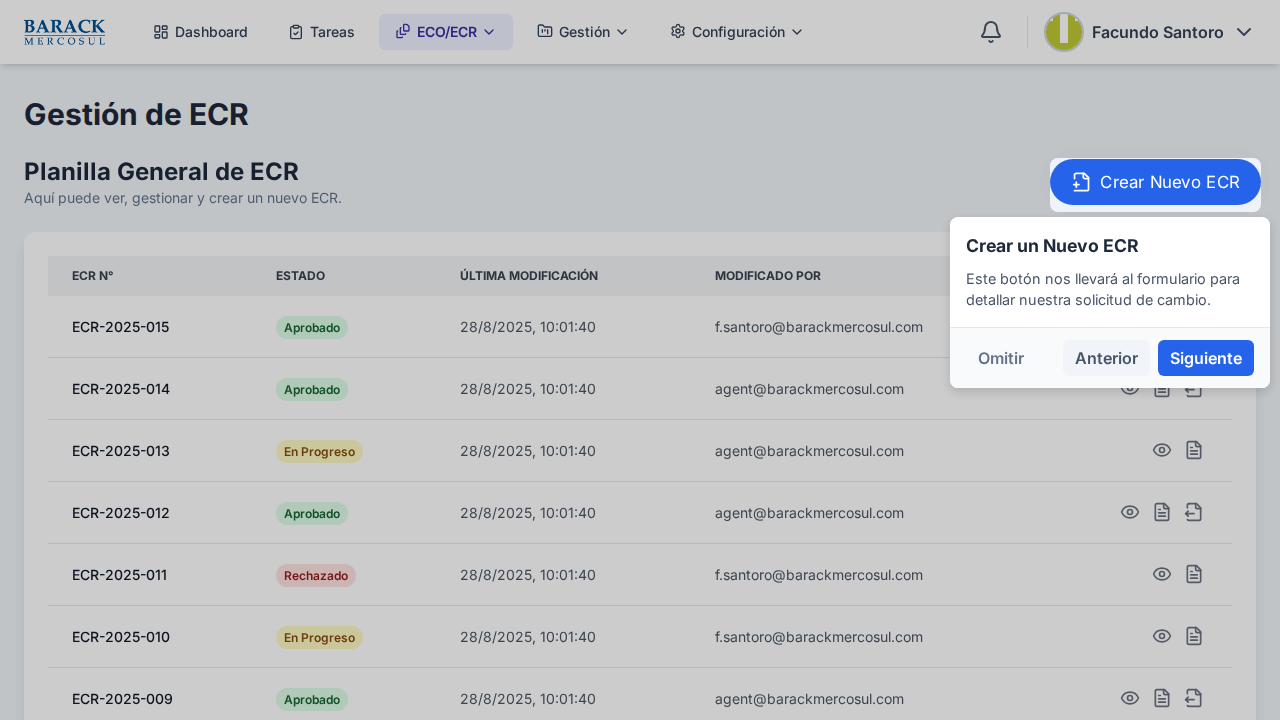 BARACK
MERCOSUL
Dashboard
Tareas
ECO/ECR
Gestión
Configuración
Facundo Santoro
Gestión de ECR
Planilla General de ECR
Aquí puede ver, gestionar y crear un nuevo ECR.
Crear Nuevo ECR
Crear un Nuevo ECR
Este botón nos llevará al formulario para
detallar nuestra solicitud de cambio.
Omitir
Anterior
Siguiente
ECR N° ESTADO ÚLTIMA MODIFICACIÓN MODIFICADO POR
ECR-2025-015 Aprobado 28/8/2025, 10:01:40 f.santoro@barackmercosul.com
ECR-2025-014 Aprobado 28/8/2025, 10:01:40 agent@barackmercosul.com
ECR-2025-013 En Progreso 28/8/2025, 10:01:40 agent@barackmercosul.com
ECR-2025-012 Aprobado 28/8/2025, 10:01:40 agent@barackmercosul.com
ECR-2025-011 Rechazado 28/8/2025, 10:01:40 f.santoro@barackmercosul.com
ECR-2025-010 En Progreso 28/8/2025, 10:01:40 f.santoro@barackmercosul.com
ECR-2025-009 Aprobado 28/8/2025, 10:01:40 agent@barackmercosul.com